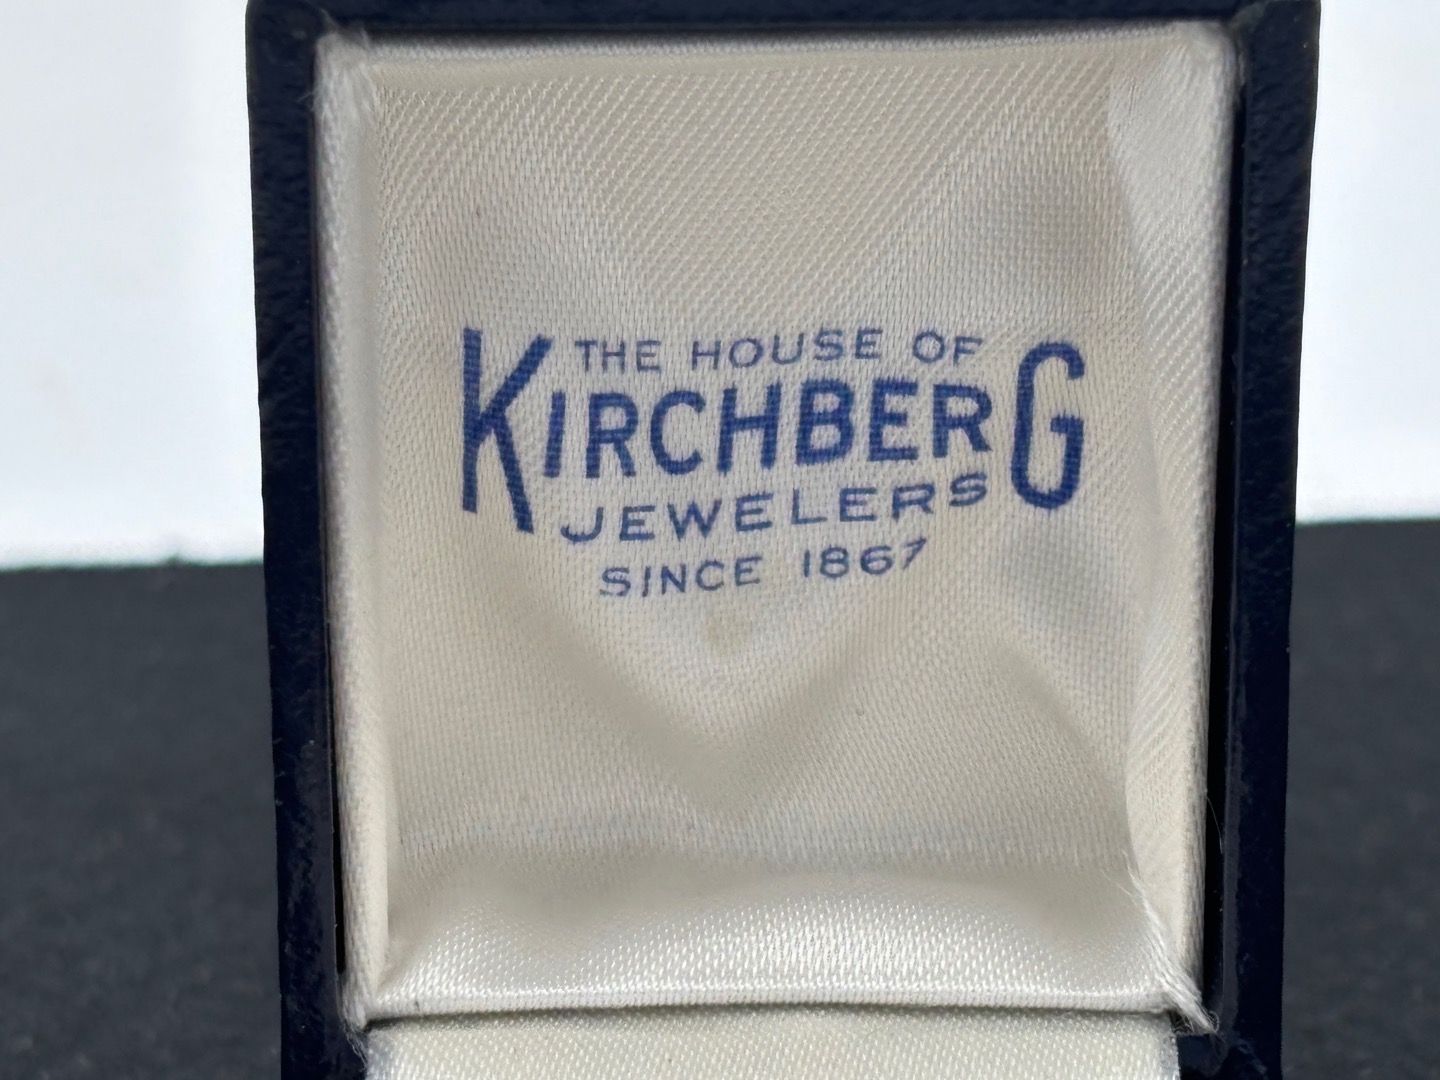 THE HOUSE OF
KIRCHBERG
JEWELERS
SINCE 1867